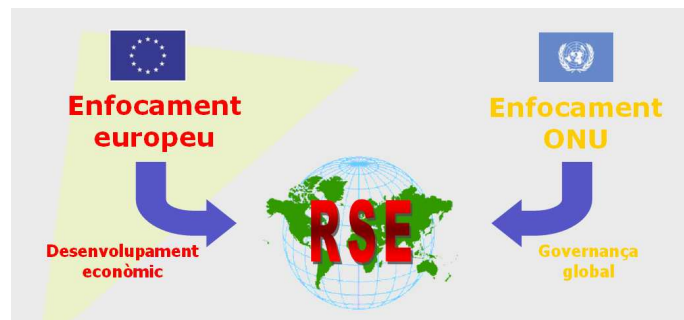 Enfocament
europeu
Enfocament
ONU
RSE
Desenvolupament
econòmic
Governança
global